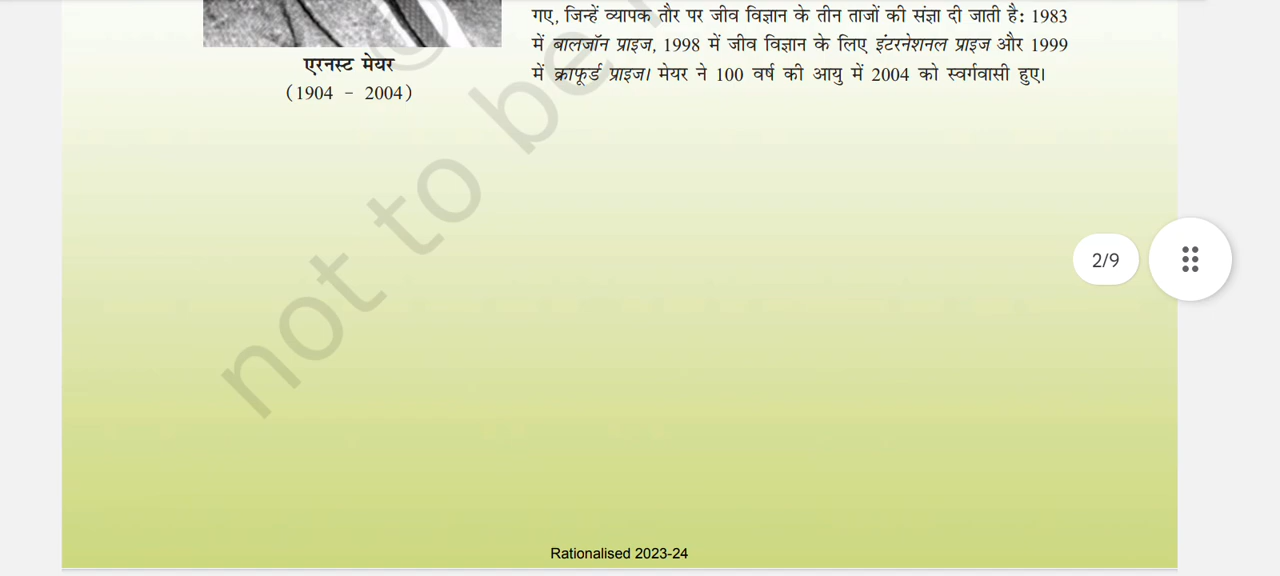 गए, जिन्हें व्यापक तौर पर जीव विज्ञान के तीन ताजों की संज्ञा दी जाती है: 1983
में बालजॉन प्राइज, 1998 में जीव विज्ञान के लिए इंटरनेशनल प्राइज और 1999
में क्राफूर्ड प्राइज। मेयर ने 100 वर्ष की आयु में 2004 को स्वर्गवासी हुए।
एरनस्ट मेयर
(1904 – 2004)
not to be
2/9
Rationalised 2023-24